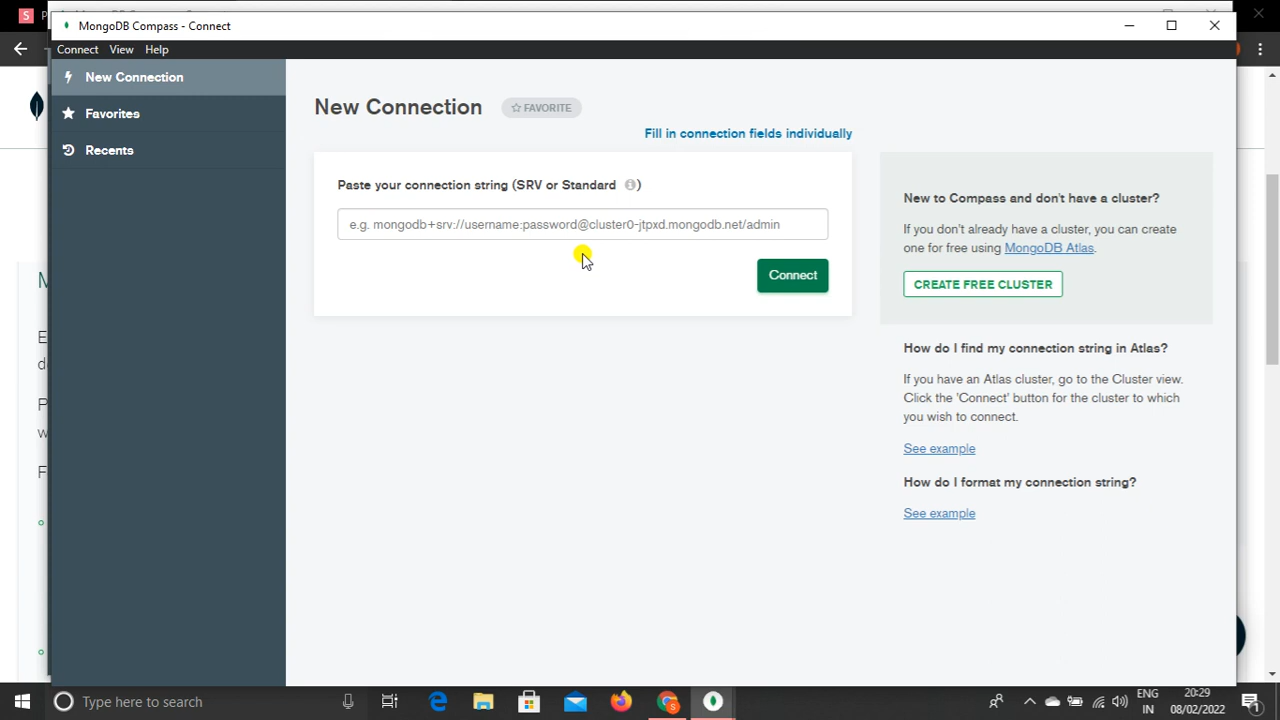 MongoDB Compass - Connect
Connect View Help
New Connection
Favorites
Recents
New Connection
FAVORITE
Fill in connection fields individually
Paste your connection string (SRV or Standard )
e.g. mongodb+srv://username:password@cluster0-jtpxd.mongodb.net/admin
Connect
New to Compass and don't have a cluster?
If you don't already have a cluster, you can create
one for free using MongoDB Atlas.
CREATE FREE CLUSTER
How do I find my connection string in Atlas?
If you have an Atlas cluster, go to the Cluster view.
Click the 'Connect' button for the cluster to which
you wish to connect.
See example
How do I format my connection string?
See example
Type here to search
ENG
IN
20:29
08/02/2022